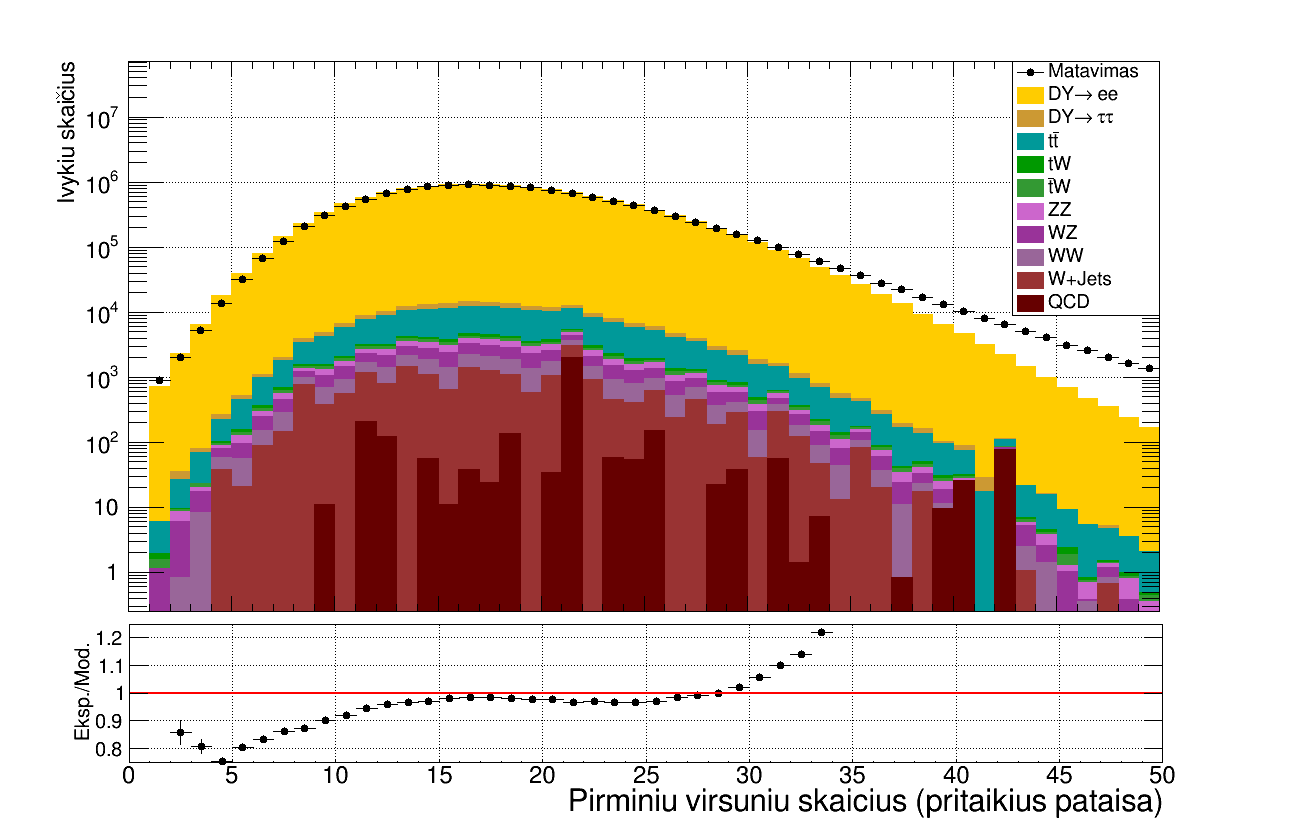 Ivykiu skaičius
10⁷
10⁶
10⁵
10⁴
10³
10²
10
1
Matavimas
DY→ ee
DY→ ττ
tt̄
tW
t̄W
ZZ
WZ
WW
W+Jets
QCD
Eksp./Mod.
1.2
1.1
1
0.9
0.8
0 5 10 15 20 25 30 35 40 45 50
Pirminiu virsuniu skaicius (pritaikius pataisa)